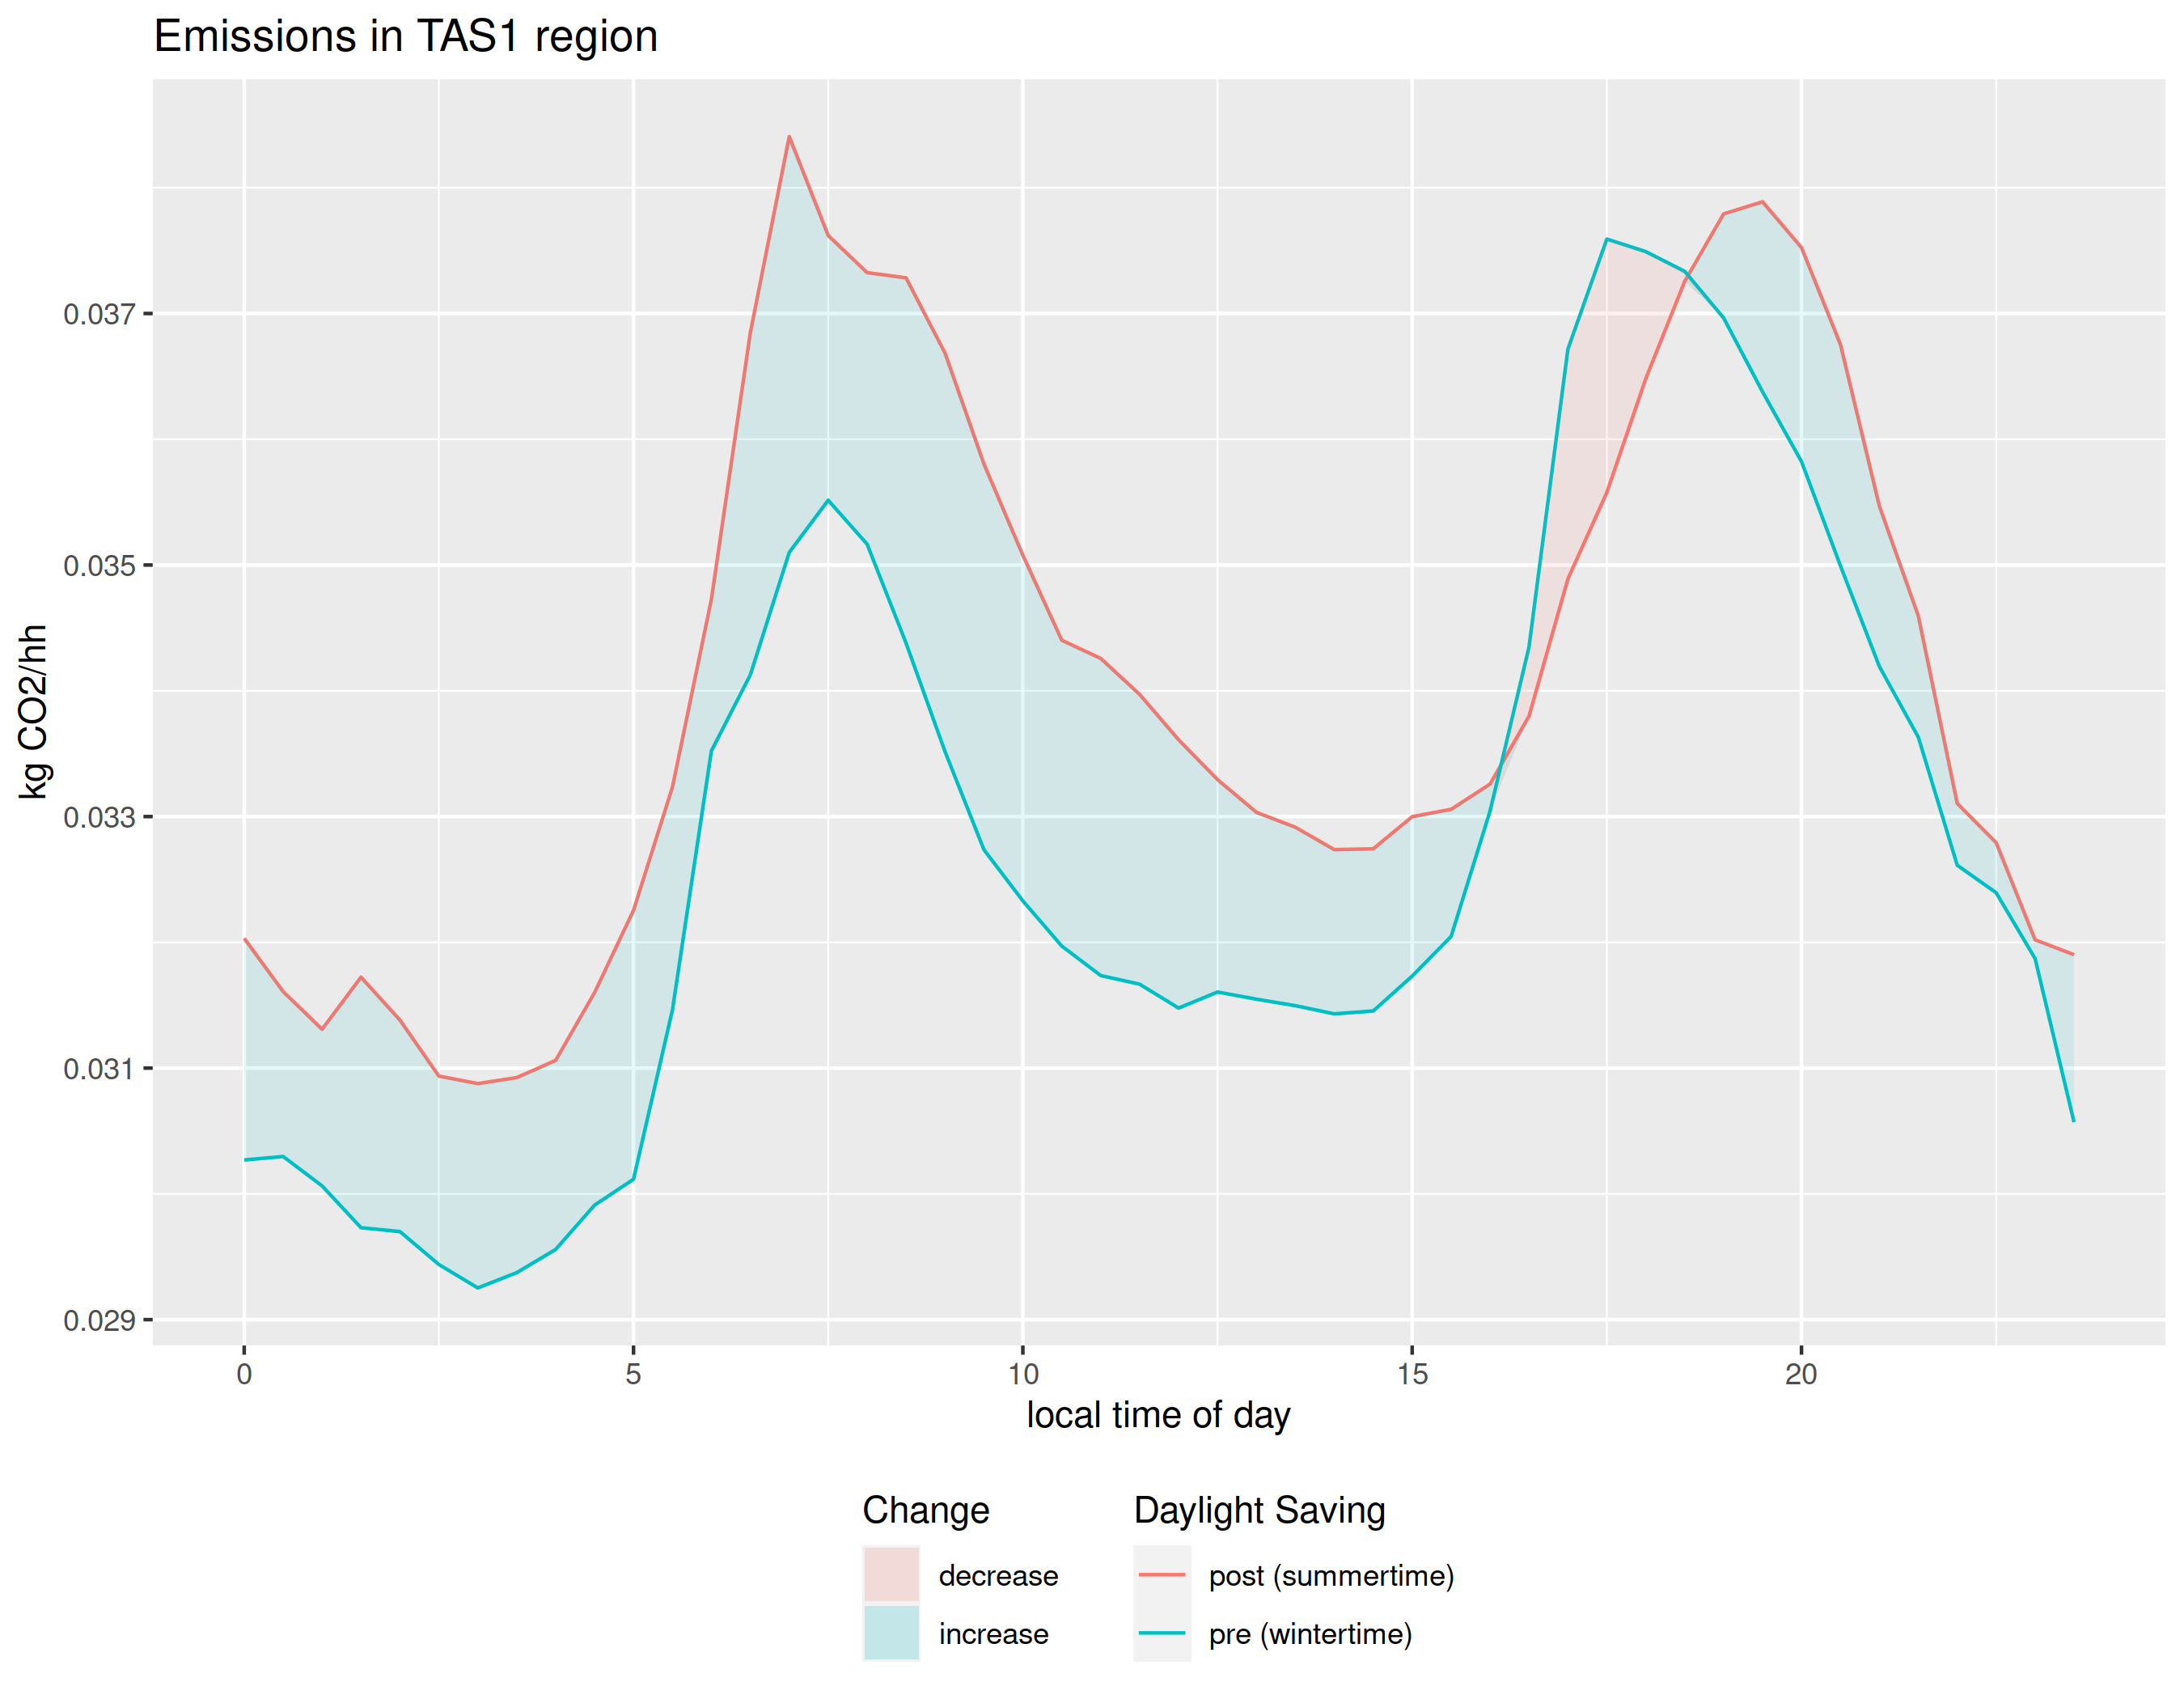 Emissions in TAS1 region
kg CO2/hh
0.037
0.035
0.033
0.031
0.029
0 5 10 15 20
local time of day
Change
decrease
increase
Daylight Saving
post (summertime)
pre (wintertime)